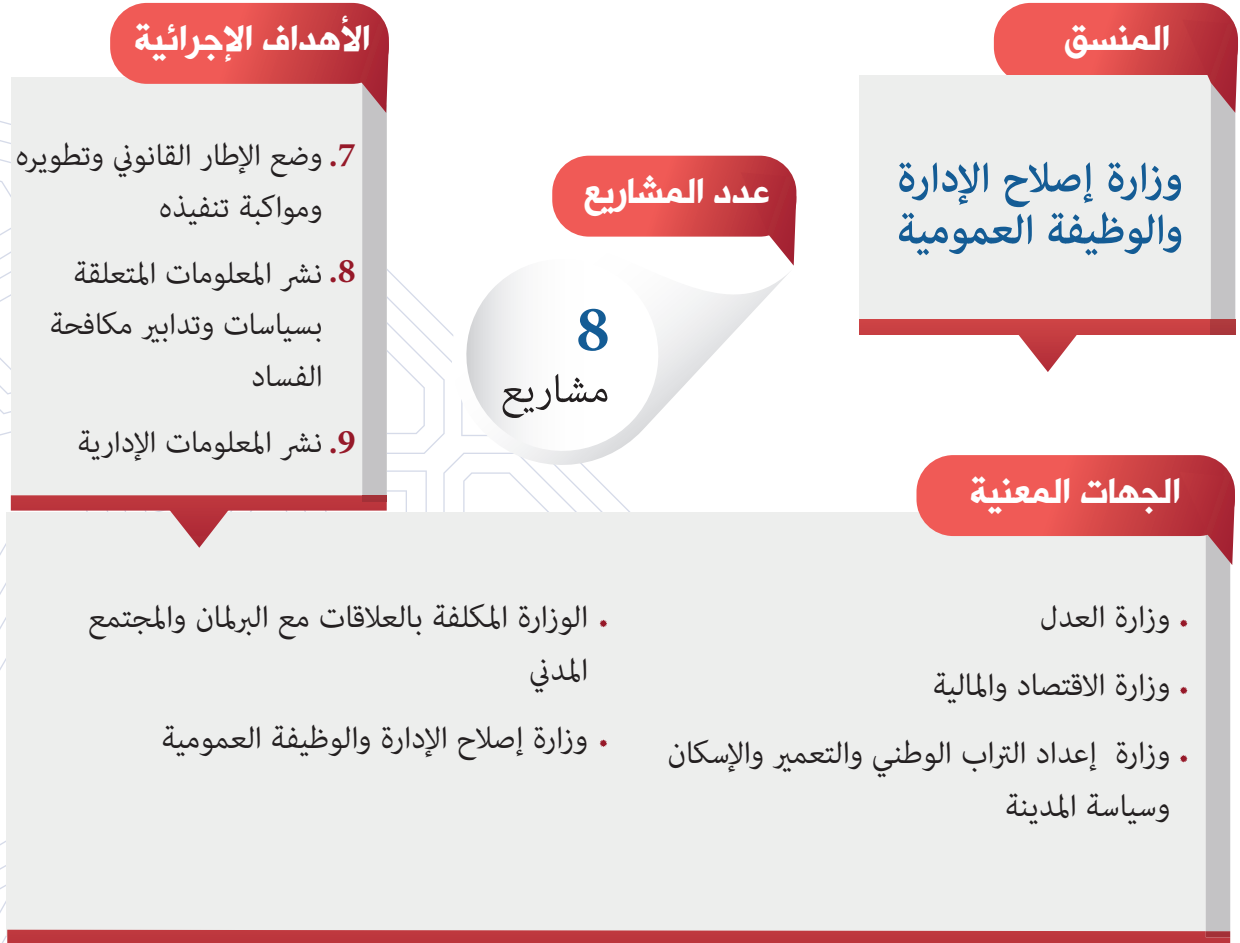 المنسق
وزارة إصلاح الإدارة
والوظيفة العمومية
عدد المشاريع
8
مشاريع
الأهداف الإجرائية
7. وضع الإطار القانوني وتطويره
ومواكبة تنفيذه
8. نشر المعلومات المتعلقة
بسياسات وتدابير مكافحة
الفساد
9. نشر المعلومات الإدارية
الجهات المعنية
• وزارة العدل
• وزارة الاقتصاد والمالية
• وزارة إعداد التراب الوطني والتعمير والإسكان
وسياسة المدينة
• الوزارة المكلفة بالعلاقات مع البرلمان والمجتمع
المدني
• وزارة إصلاح الإدارة والوظيفة العمومية